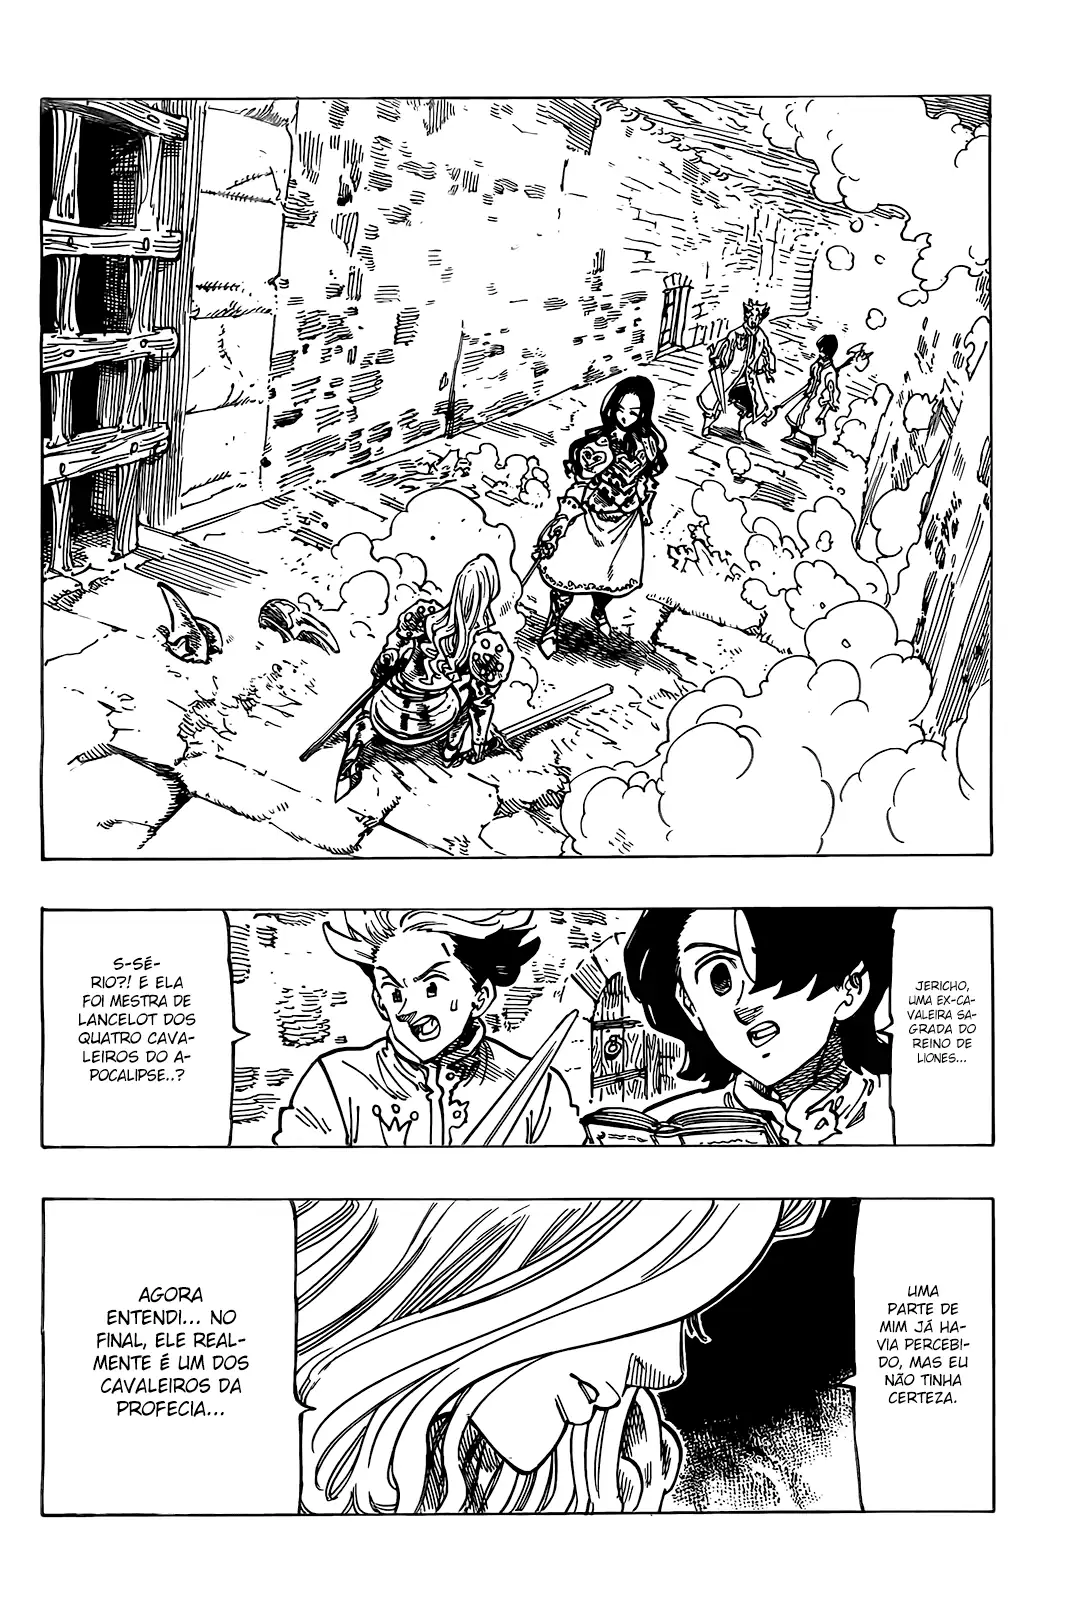 JERICHO,
UMA EX-CA-
VALEIRA SA-
GRADA DO
REINO DE
LIONES...
S-SÉ-
RIO?! E ELA
FOI MESTRA DE
LANCELOT DOS
QUATRO CAVA-
LEIROS DO A-
POCALIPSE..?
UMA
PARTE DE
MIM JÁ HA-
VIA PERCEBI-
DO, MAS EU
NÃO TINHA
CERTEZA.
AGORA
ENTENDI... NO
FINAL, ELE REAL-
MENTE É UM DOS
CAVALEIROS DA
PROFECIA...